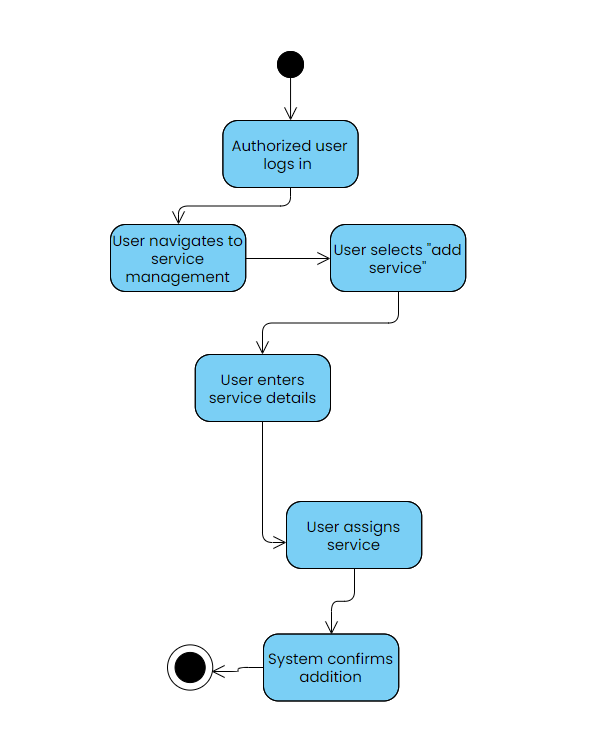 Authorized user
logs in
User navigates to
service
management
User selects "add
service"
User enters
service details
User assigns
service
System confirms
addition